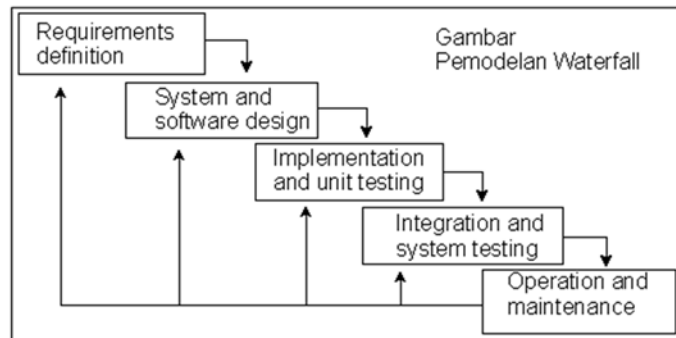 Requirements
definition
Gambar
Pemodelan Waterfall
System and
software design
Implementation
and unit testing
Integration and
system testing
Operation and
maintenance